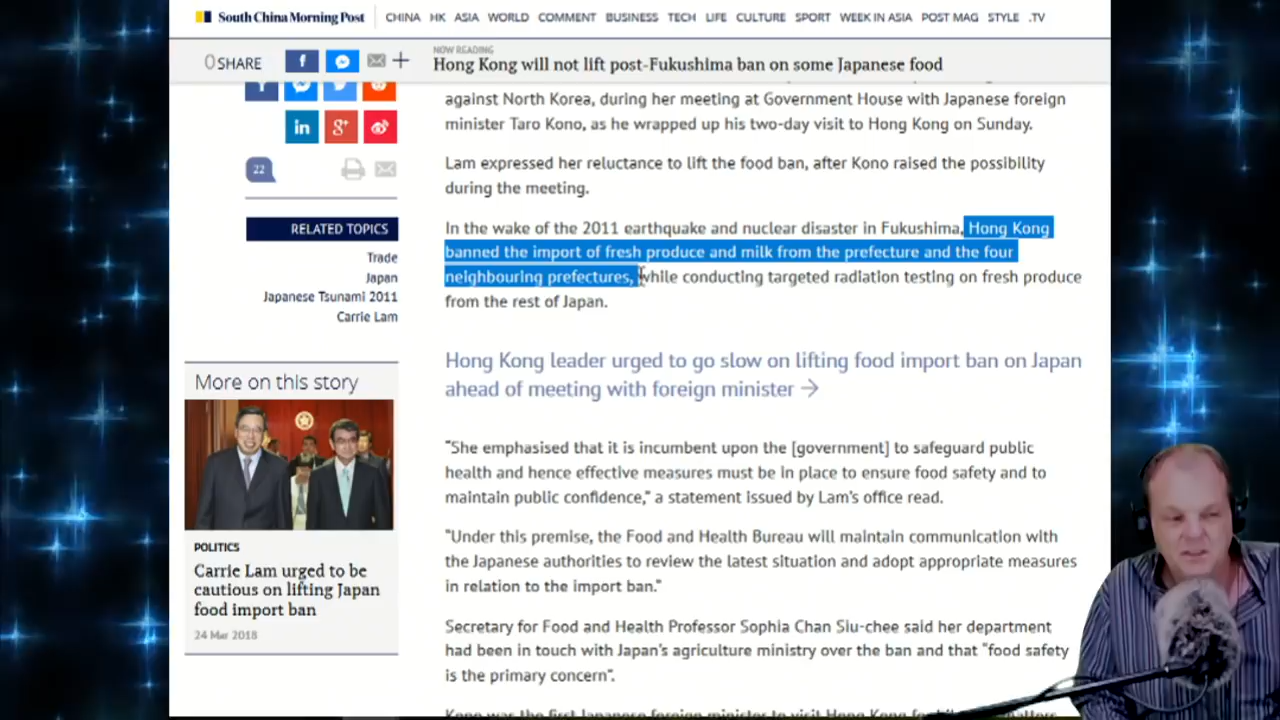 South China Morning Post
CHINA HK ASIA WORLD COMMENT BUSINESS TECH LIFE CULTURE SPORT WEEK IN ASIA POST MAG STYLE .TV
0 SHARE
NOW READING
Hong Kong will not lift post-Fukushima ban on some Japanese food
against North Korea, during her meeting at Government House with Japanese foreign
minister Taro Kono, as he wrapped up his two-day visit to Hong Kong on Sunday.
22
Lam expressed her reluctance to lift the food ban, after Kono raised the possibility
during the meeting.
RELATED TOPICS
Trade
Japan
Japanese Tsunami 2011
Carrie Lam
In the wake of the 2011 earthquake and nuclear disaster in Fukushima, Hong Kong
banned the import of fresh produce and milk from the prefecture and the four
neighbouring prefectures, while conducting targeted radiation testing on fresh produce
from the rest of Japan.
Hong Kong leader urged to go slow on lifting food import ban on Japan
ahead of meeting with foreign minister →
More on this story
POLITICS
Carrie Lam urged to be
cautious on lifting Japan
food import ban
24 Mar 2018
“She emphasised that it is incumbent upon the [government] to safeguard public
health and hence effective measures must be in place to ensure food safety and to
maintain public confidence,” a statement issued by Lam’s office read.
“Under this premise, the Food and Health Bureau will maintain communication with
the Japanese authorities to review the latest situation and adopt appropriate measures
in relation to the import ban.”
Secretary for Food and Health Professor Sophia Chan Siu-chee said her department
had been in touch with Japan’s agriculture ministry over the ban and that “food safety
is the primary concern”.
Kono was the first Japanese foreign minister to visit Hong Kong for